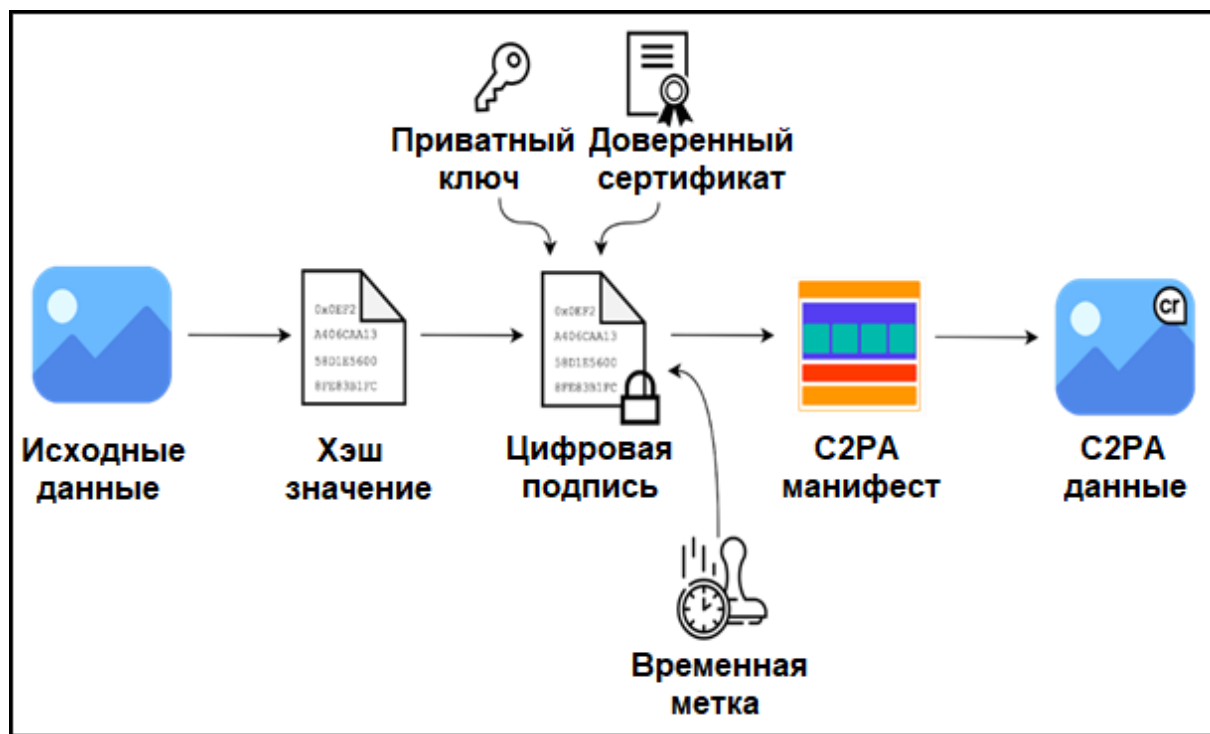 Приватный
ключ
Доверенный
сертификат
0x0EF2
A406CAA13
58D1E5600
8FE83B1FC
0x0EF2
A406CAA13
58D1E5600
8FE83B1FC
cr
Исходные
данные
Хэш
значение
Цифровая
подпись
C2PA
манифест
C2PA
данные
Временная
метка